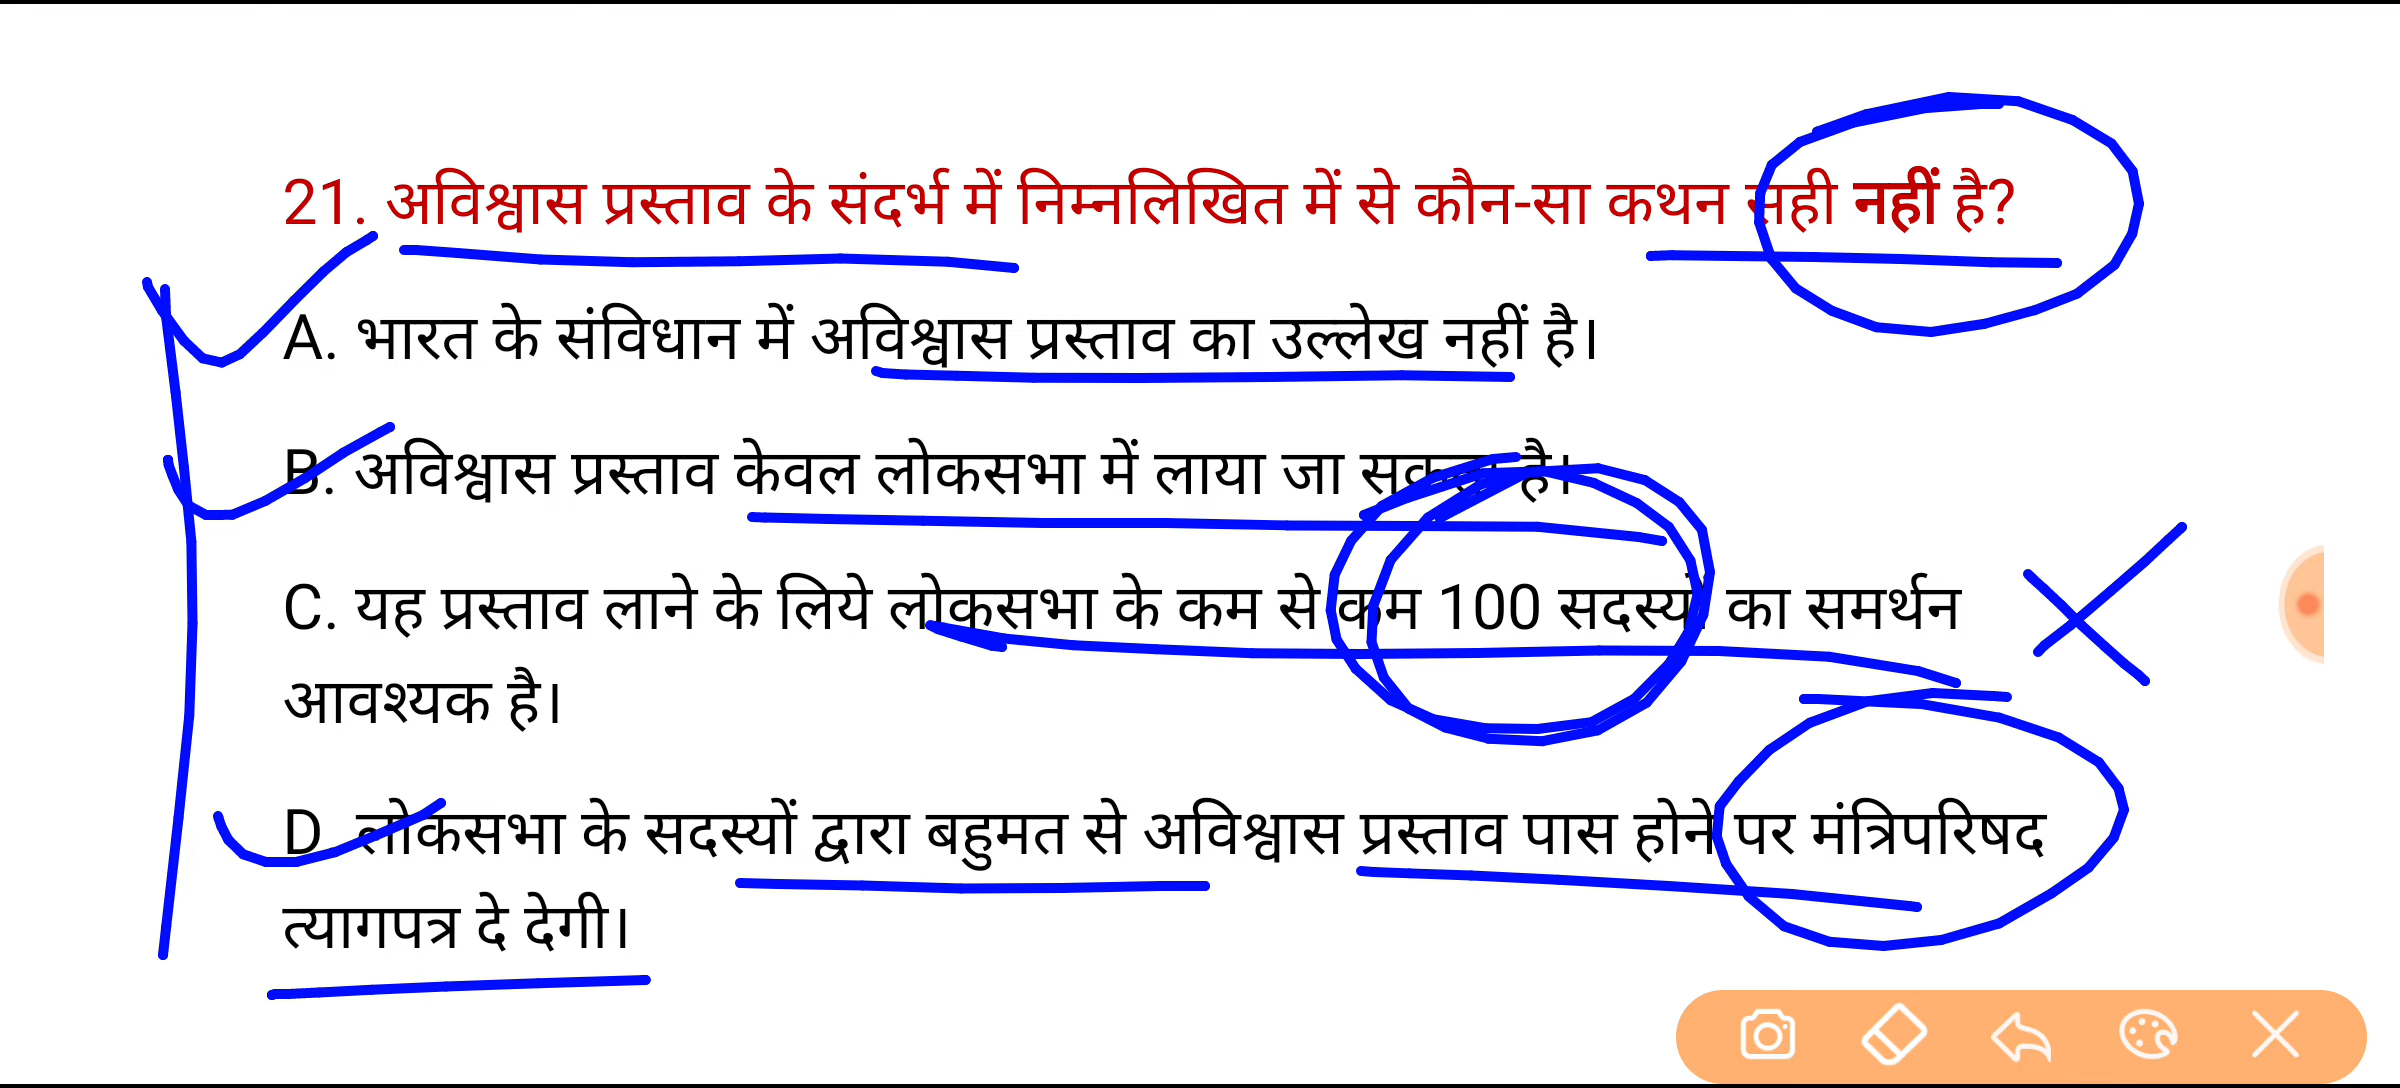 21. अविश्वास प्रस्ताव के संदर्भ में निम्नलिखित में से कौन-सा कथन सही नहीं है?
A. भारत के संविधान में अविश्वास प्रस्ताव का उल्लेख नहीं है।
B. अविश्वास प्रस्ताव केवल लोकसभा में लाया जा सकता है।
C. यह प्रस्ताव लाने के लिये लोकसभा के कम से कम 100 सदस्यों का समर्थन
आवश्यक है।
D. लोकसभा के सदस्यों द्वारा बहुमत से अविश्वास प्रस्ताव पास होने पर मंत्रिपरिषद
त्यागपत्र दे देगी।